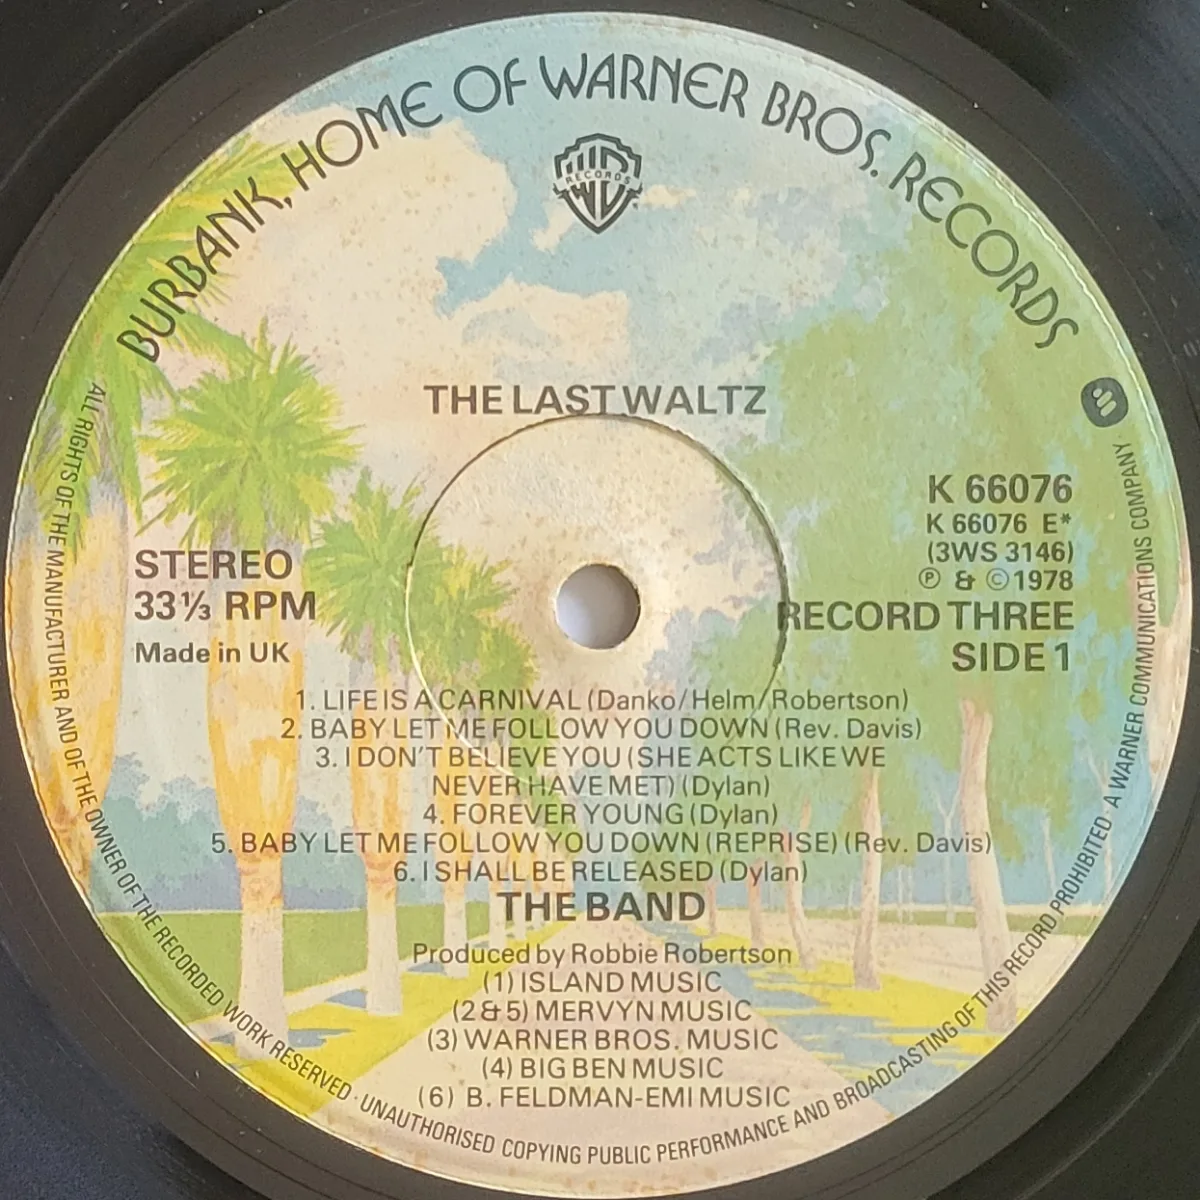 BURBANK, HOME OF WARNER BROS. RECORDS
RECORDS
THE LAST WALTZ
K 66076
K 66076 E*
(3WS 3146)
Ⓟ & ©1978
RECORD THREE
SIDE 1
STEREO
33⅓ RPM
Made in UK
1. LIFE IS A CARNIVAL (Danko/Helm/Robertson)
2. BABY LET ME FOLLOW YOU DOWN (Rev. Davis)
3. I DON'T BELIEVE YOU (SHE ACTS LIKE WE
NEVER HAVE MET) (Dylan)
4. FOREVER YOUNG (Dylan)
5. BABY LET ME FOLLOW YOU DOWN (REPRISE) (Rev. Davis)
6. I SHALL BE RELEASED (Dylan)
THE BAND
Produced by Robbie Robertson
(1) ISLAND MUSIC
(2 & 5) MERVYN MUSIC
(3) WARNER BROS. MUSIC
(4) BIG BEN MUSIC
(6) B. FELDMAN-EMI MUSIC
ALL RIGHTS OF THE MANUFACTURER AND OF THE OWNER OF THE RECORDED WORK RESERVED · UNAUTHORISED COPYING PUBLIC PERFORMANCE AND BROADCASTING OF THIS RECORD PROHIBITED. A WARNER COMMUNICATIONS COMPANY